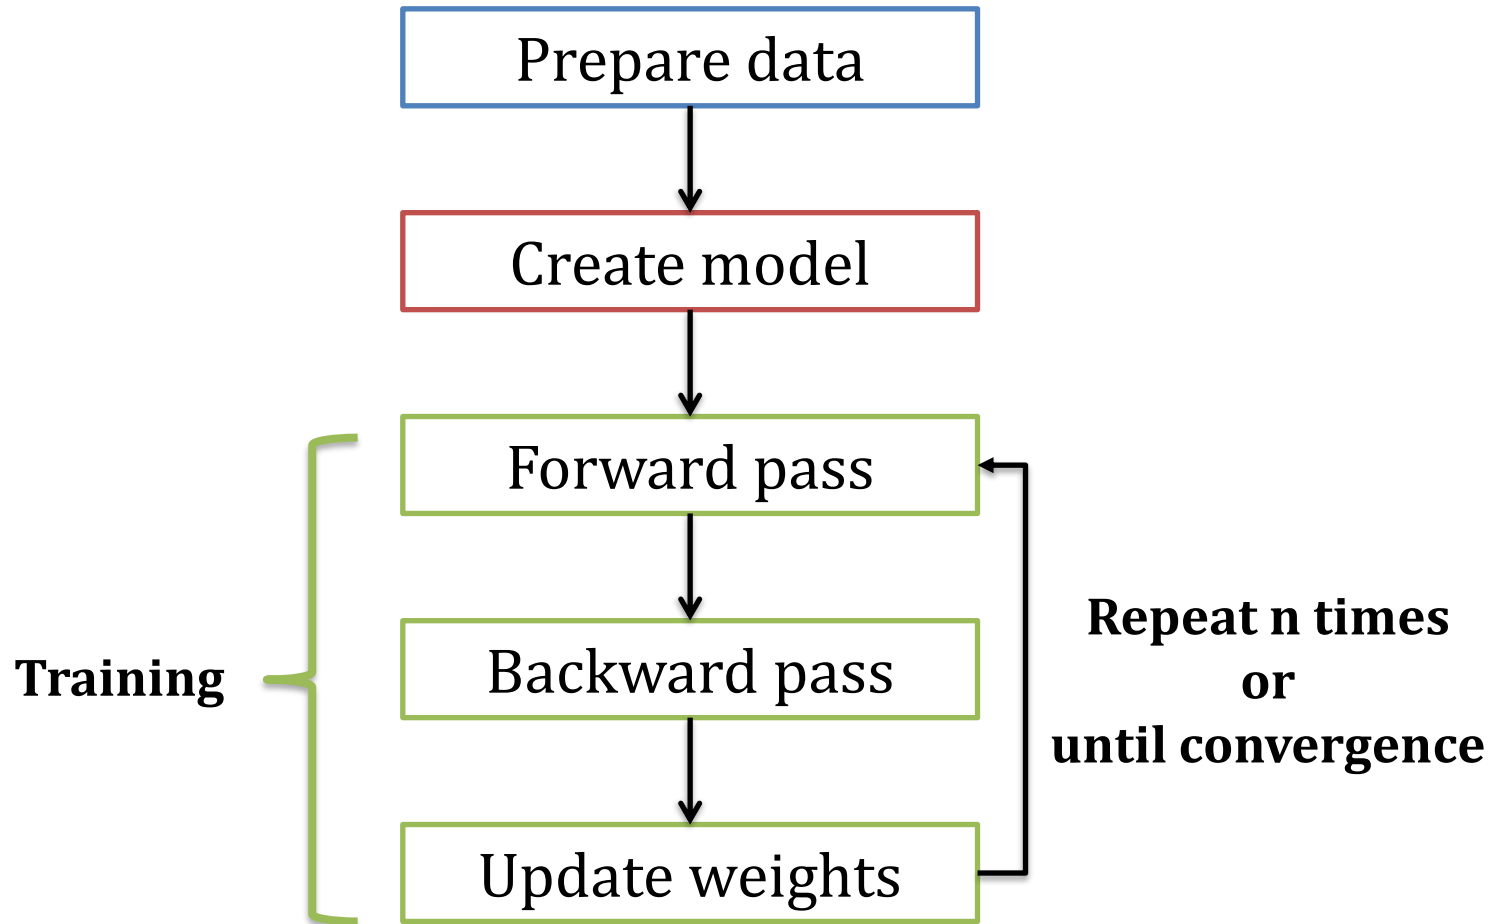 Prepare data
Create model
Forward pass
Backward pass
Update weights
Training
Repeat n times
or
until convergence